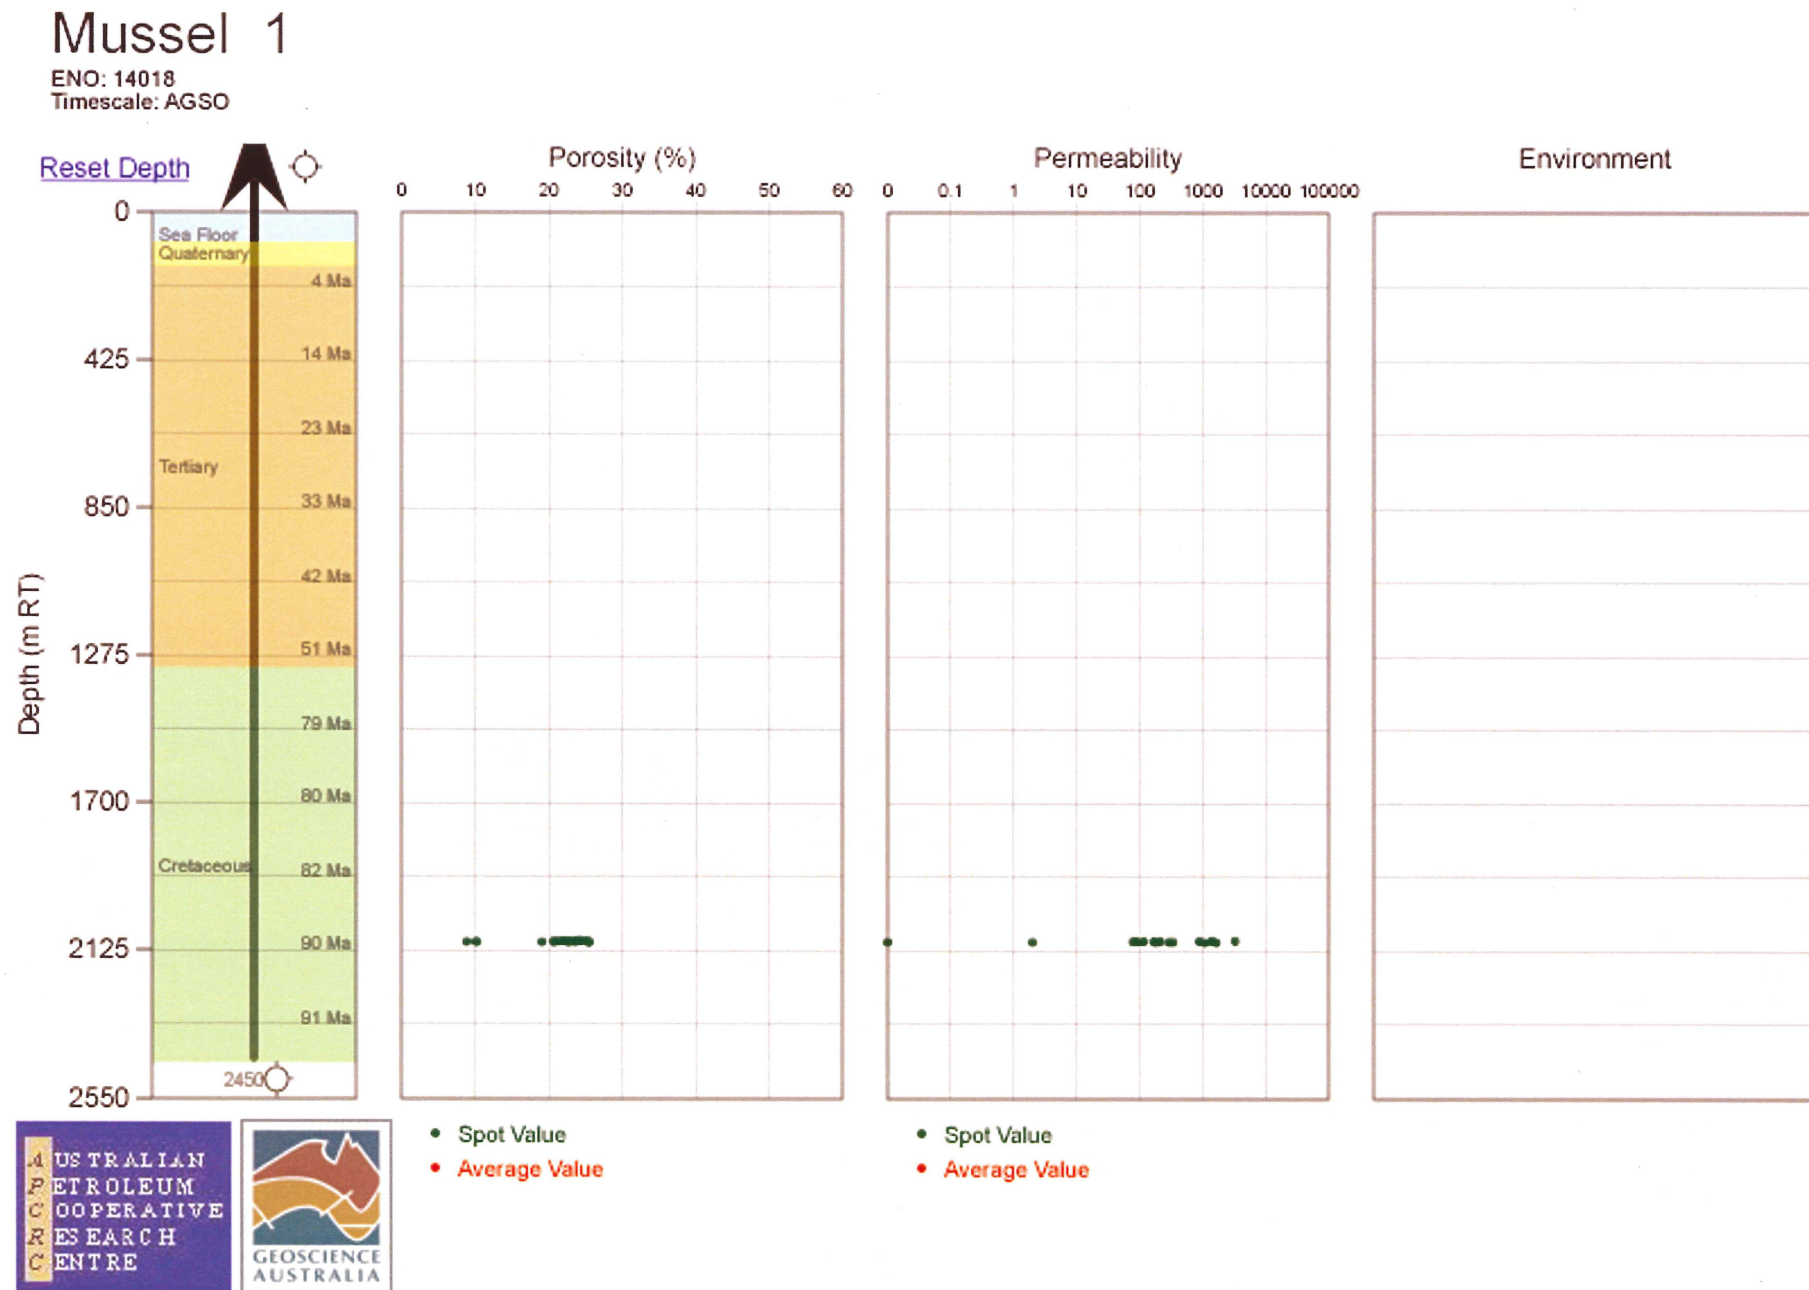 Mussel 1
ENO: 14018
Timescale: AGSO
Reset Depth
Porosity (%)
Permeability
Environment
0 10 20 30 40 50 60
0 0.1 1 10 100 1000 10000 100000
0
Sea Floor
Quaternary
4 Ma
425
14 Ma
23 Ma
Tertiary
850
33 Ma
42 Ma
Depth (m RT)
1275
51 Ma
79 Ma
1700
80 Ma
Cretaceous
82 Ma
2125
90 Ma
91 Ma
2450
2550
Spot Value
Average Value
Spot Value
Average Value
AUSTRALIAN
PETROLEUM
COOPERATIVE
RESEARCH
CENTRE
GEOSCIENCE
AUSTRALIA